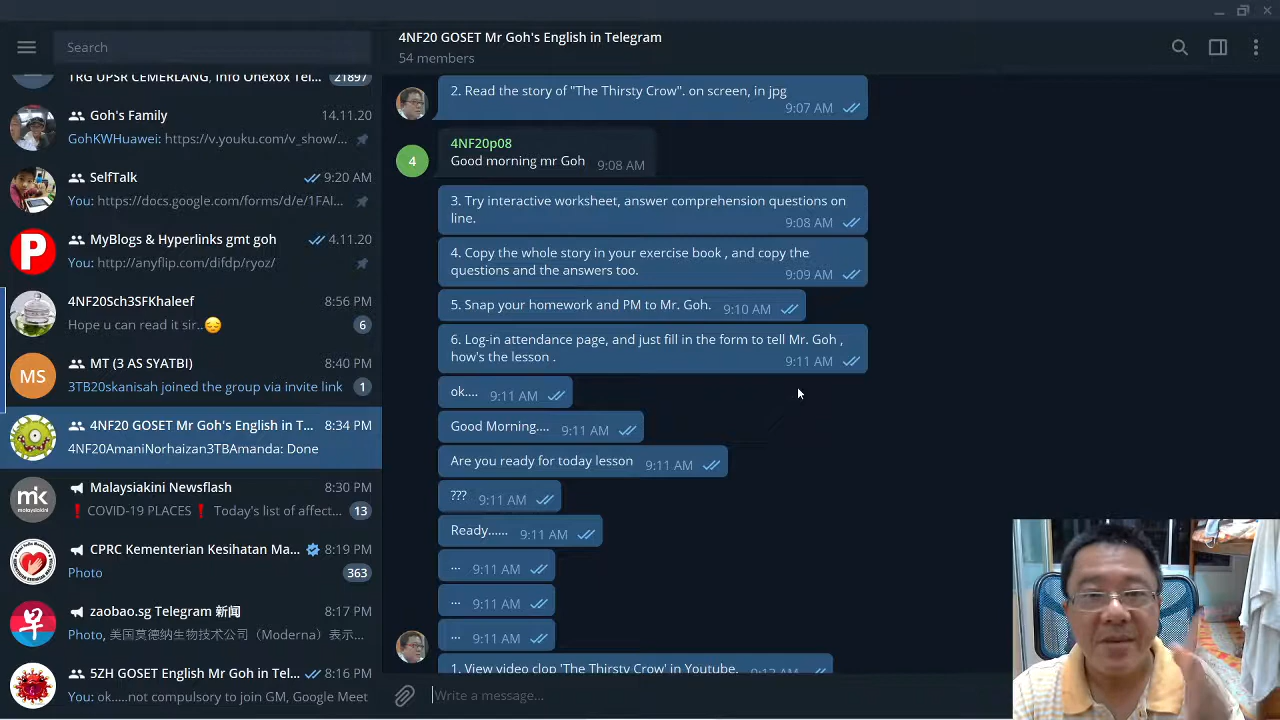 Search
TRG UPSR CEMERLANG, Info Onexox Tel...
21897
Goh's Family
14.11.20
GohKWHuawei: https://v.youku.com/v_show/...
SelfTalk
9:20 AM
You: https://docs.google.com/forms/d/e/1FAI...
MyBlogs & Hyperlinks gmt goh
4.11.20
You: http://anyflip.com/difdp/ryoz/
4NF20Sch3SFKhaleef
8:56 PM
Hope u can read it sir..😔
6
MT (3 AS SYATBI)
8:40 PM
3TB20skanisah joined the group via invite link
1
4NF20 GOSET Mr Goh's English in T...
8:34 PM
4NF20AmaniNorhaizan3TBAmanda: Done
Malaysiakini Newsflash
8:30 PM
❗ COVID-19 PLACES❗ Today's list of affect...
13
CPRC Kementerian Kesihatan Ma...
8:19 PM
Photo
363
zaobao.sg Telegram 新闻
8:17 PM
Photo, 美国莫德纳生物技术公司（Moderna）表示...
5ZH GOSET English Mr Goh in Tel...
8:16 PM
You: ok.....not compulsory to join GM, Google Meet
4NF20 GOSET Mr Goh's English in Telegram
54 members
2. Read the story of "The Thirsty Crow". on screen, in jpg
9:07 AM
4NF20p08
4
Good morning mr Goh
9:08 AM
3. Try interactive worksheet, answer comprehension questions on
line.
9:08 AM
4. Copy the whole story in your exercise book , and copy the
questions and the answers too.
9:09 AM
5. Snap your homework and PM to Mr. Goh.
9:10 AM
6. Log-in attendance page, and just fill in the form to tell Mr. Goh ,
how's the lesson .
9:11 AM
ok....
9:11 AM
Good Morning....
9:11 AM
Are you ready for today lesson
9:11 AM
???
9:11 AM
Ready......
9:11 AM
...
9:11 AM
...
9:11 AM
...
9:11 AM
1. View video clop 'The Thirsty Crow' in Youtube.
Write a message...
P
MS
mk
malaysiakini
早